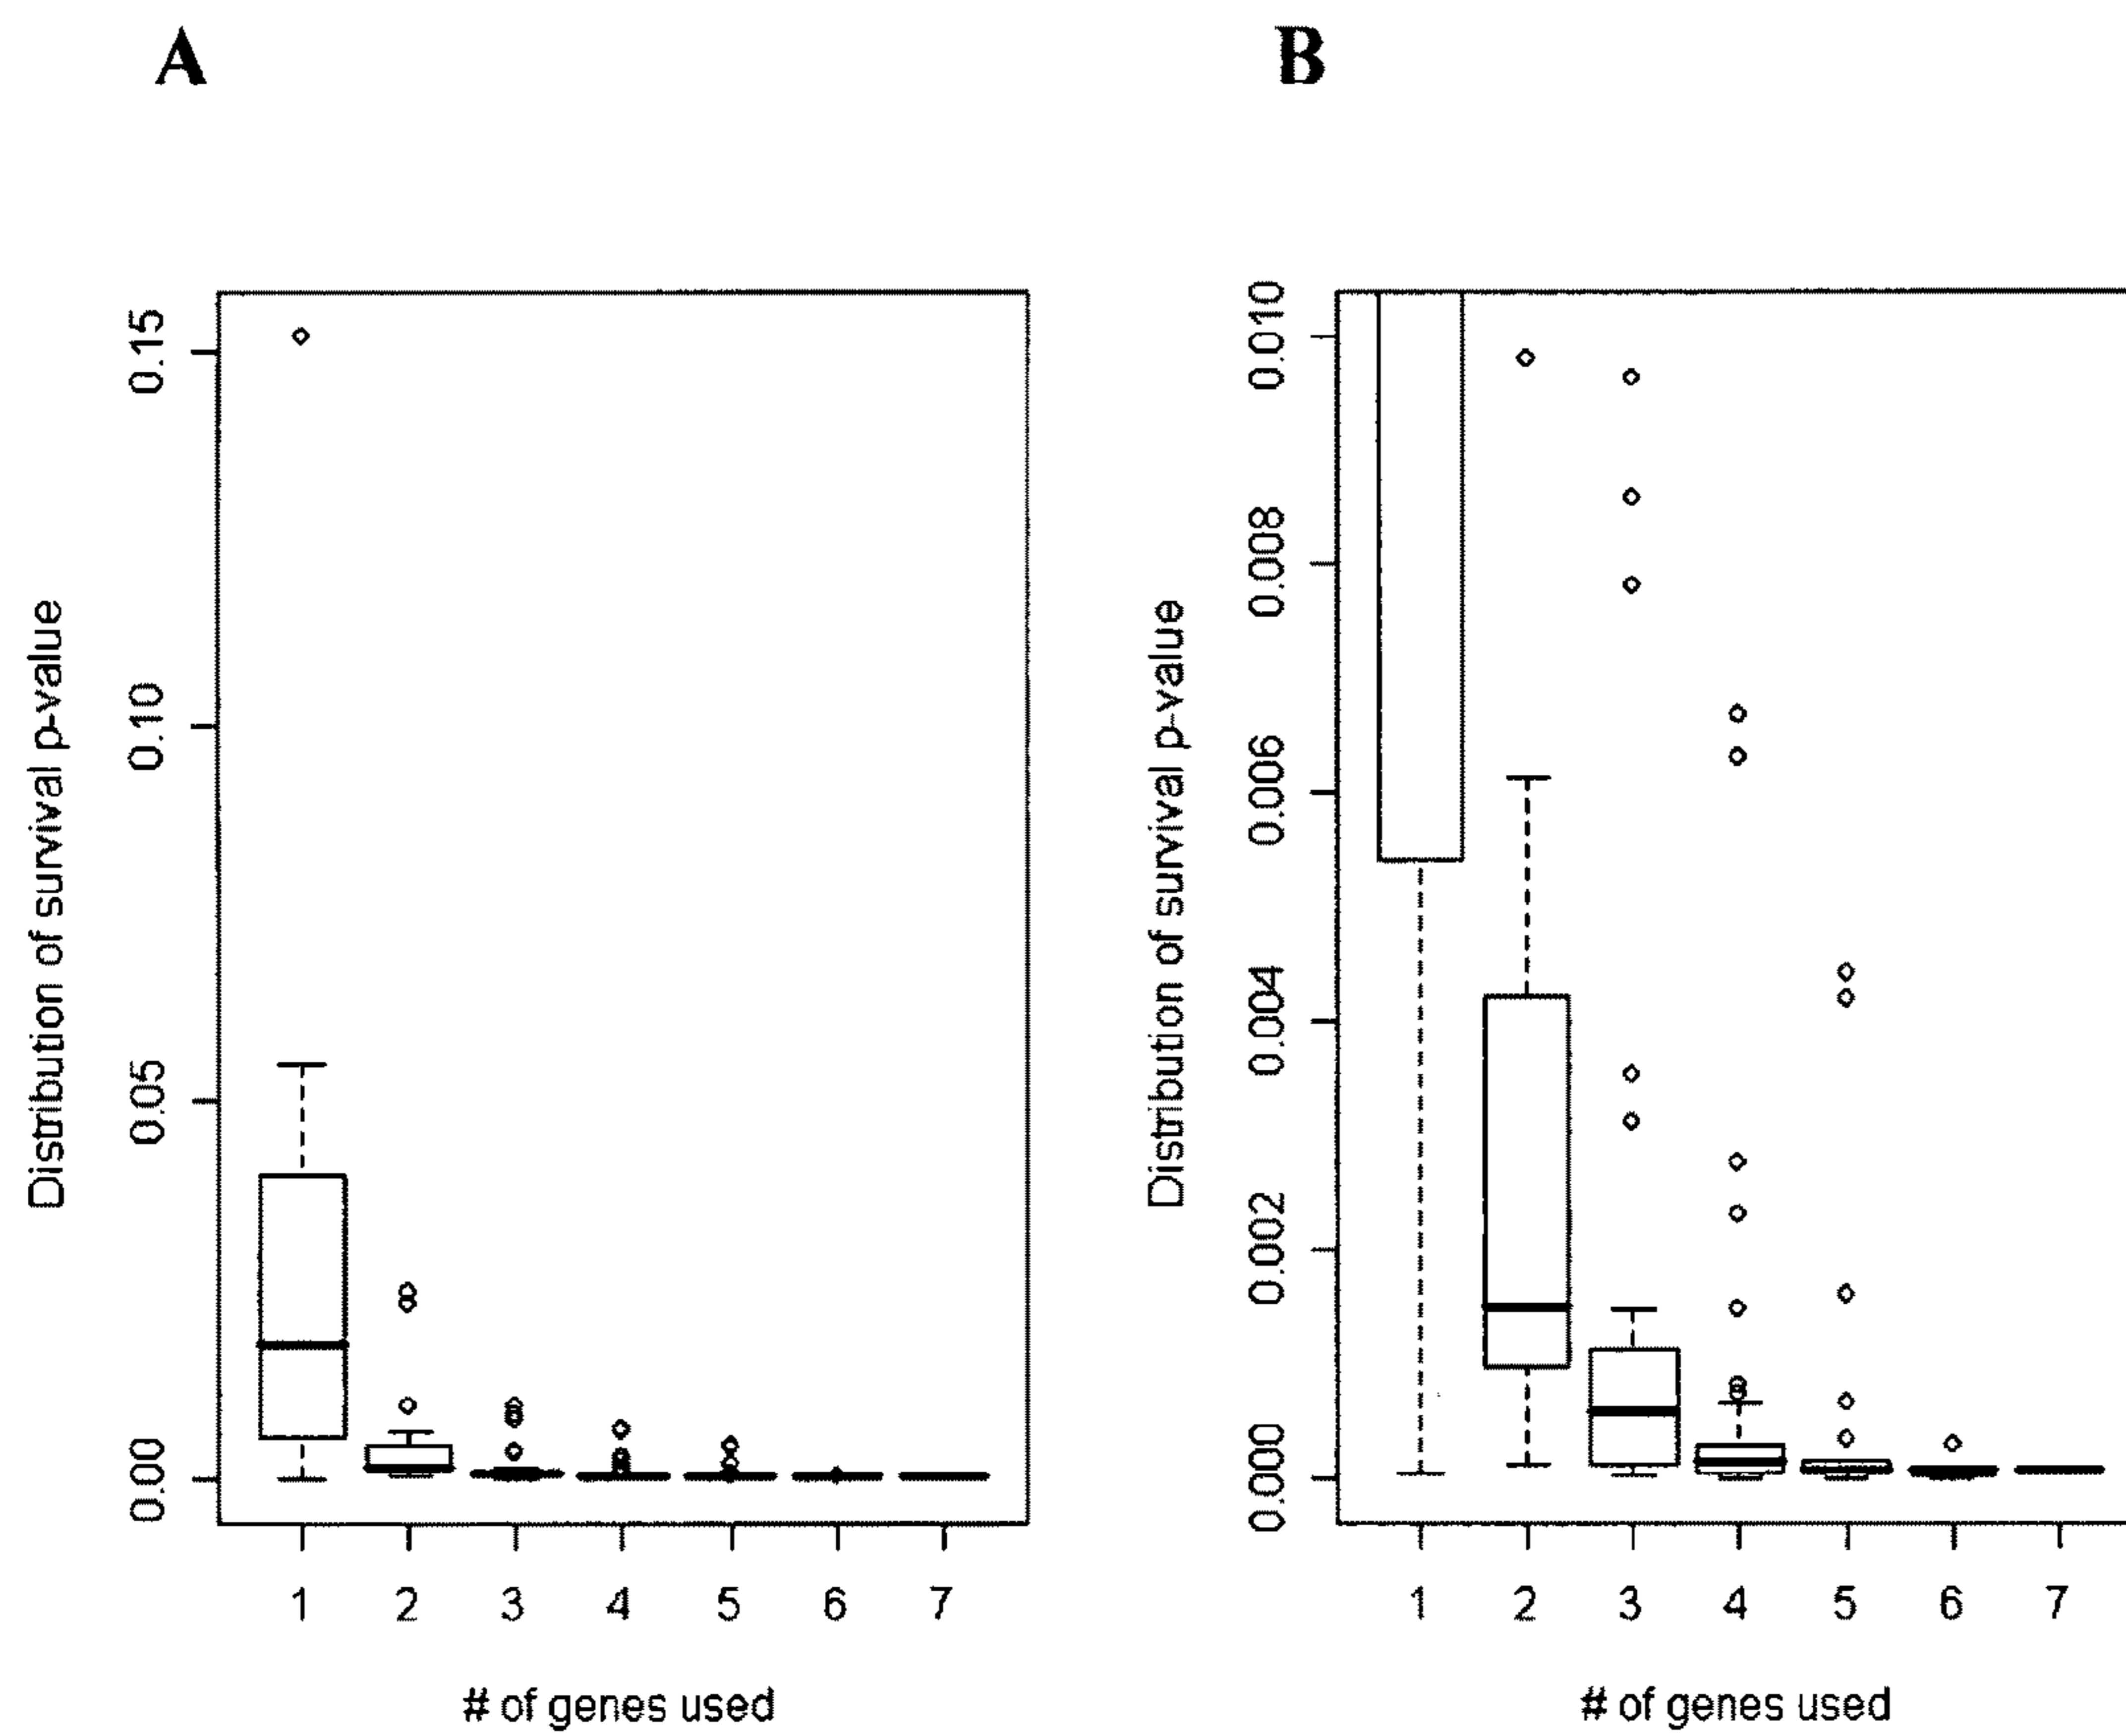 A
B
Distribution of survival p-value
0.15
0.10
0.05
0.00
1 2 3 4 5 6 7
# of genes used
Distribution of survival p-value
0.010
0.008
0.006
0.004
0.002
0.000
1 2 3 4 5 6 7
# of genes used